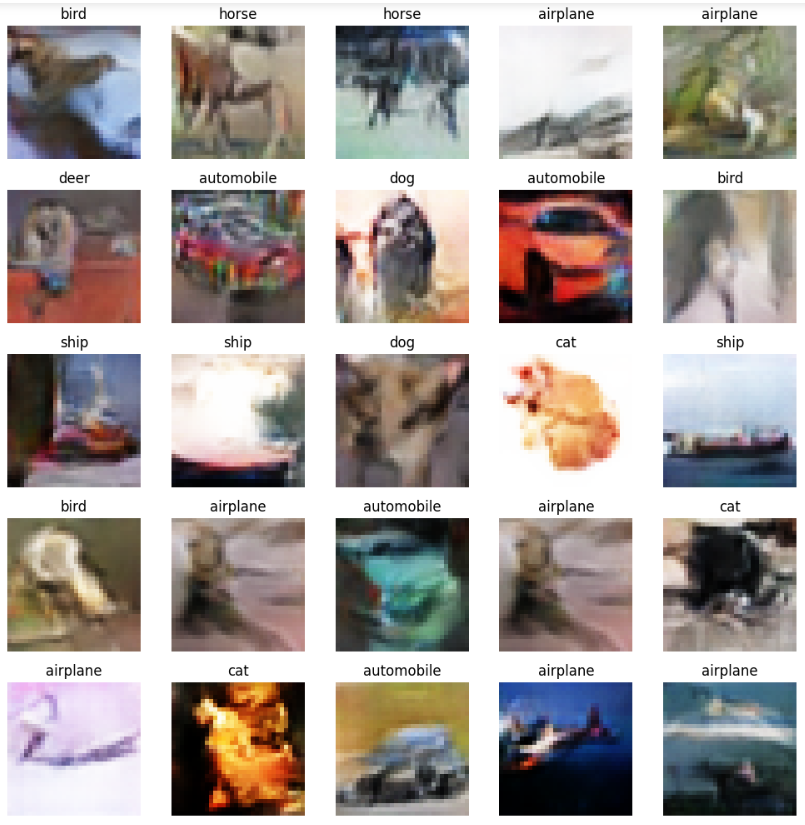 bird horse horse airplane airplane
deer automobile dog automobile bird
ship ship dog cat ship
bird airplane automobile airplane cat
airplane cat automobile airplane airplane